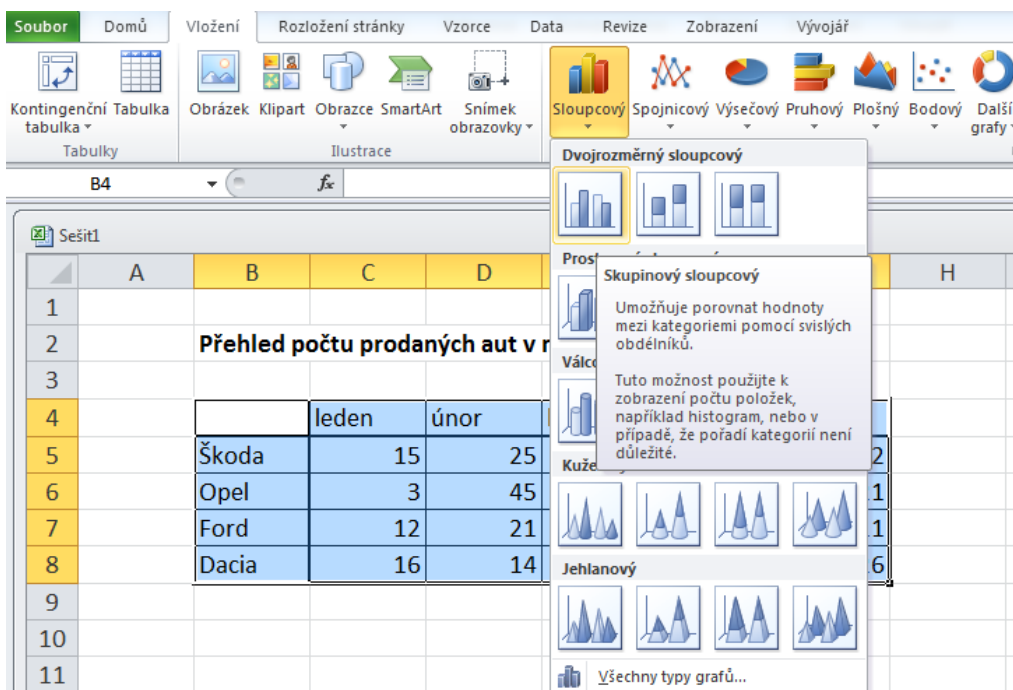 Soubor Domů Vložení Rozložení stránky Vzorce Data Revize Zobrazení Vývojář
Kontingenční tabulka Tabulka Obrázek Klipart Obrazce SmartArt Snímek obrazovky Sloupcový Spojnicový Výsečový Pruhový Plošný Bodový Další grafy
Tabulky Ilustrace
Dvojrozměrný sloupcový
B4 fx
Sešit1
A B C D H
Skupinový sloupcový
Umožňuje porovnat hodnoty
mezi kategoriemi pomocí svislých
obdélníků.
Tuto možnost použijte k
zobrazení počtu položek,
například histogram, nebo v
případě, že pořadí kategorií není
důležité.
1
2 Přehled počtu prodaných aut v
3
4 leden únor
5 Škoda 15 25
6 Opel 3 45
7 Ford 12 21
8 Dacia 16 14
9
10
11
Jehlanový
Všechny typy grafů...